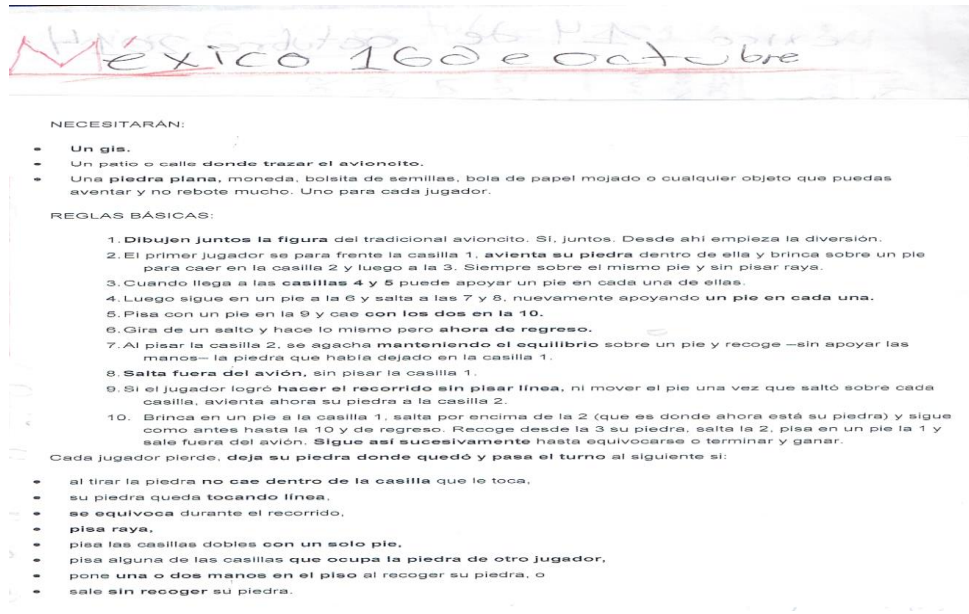 México 16 de octubre
NECESITARÁN:
• Un gis.
• Un patio o calle donde trazar el avioncito.
• Una piedra plana, moneda, bolsita de semillas, bola de papel mojado o cualquier objeto que puedas
aventar y no rebote mucho. Uno para cada jugador.
REGLAS BÁSICAS:
1. Dibujen juntos la figura del tradicional avioncito. Si, juntos. Desde ahí empieza la diversión.
2. El primer jugador se para frente la casilla 1, avienta su piedra dentro de ella y brinca sobre un pie
para caer en la casilla 2 y luego a la 3. Siempre sobre el mismo pie y sin pisar raya.
3. Cuando llega a las casillas 4 y 5 puede apoyar un pie en cada una de ellas.
4. Luego sigue en un pie a la 6 y salta a las 7 y 8, nuevamente apoyando un pie en cada una.
5. Pisa con un pie en la 9 y cae con los dos en la 10.
6. Gira de un salto y hace lo mismo pero ahora de regreso.
7. Al pisar la casilla 2, se agacha manteniendo el equilibrio sobre un pie y recoge —sin apoyar las
manos— la piedra que había dejado en la casilla 1.
8. Salta fuera del avión, sin pisar la casilla 1.
9. Si el jugador logró hacer el recorrido sin pisar línea, ni mover el pie una vez que saltó sobre cada
casilla, avienta ahora su piedra a la casilla 2.
10. Brinca en un pie a la casilla 1, salta por encima de la 2 (que es donde ahora está su piedra) y sigue
como antes hasta la 10 y de regreso. Recoge desde la 3 su piedra, salta la 2, pisa en un pie la 1 y
sale fuera del avión. Sigue así sucesivamente hasta equivocarse o terminar y ganar.
Cada jugador pierde, deja su piedra donde quedó y pasa el turno al siguiente si:
• al tirar la piedra no cae dentro de la casilla que le toca,
• su piedra queda tocando línea,
• se equivoca durante el recorrido,
• pisa raya,
• pisa las casillas dobles con un solo pie,
• pisa alguna de las casillas que ocupa la piedra de otro jugador,
• pone una o dos manos en el piso al recoger su piedra, o
• sale sin recoger su piedra.